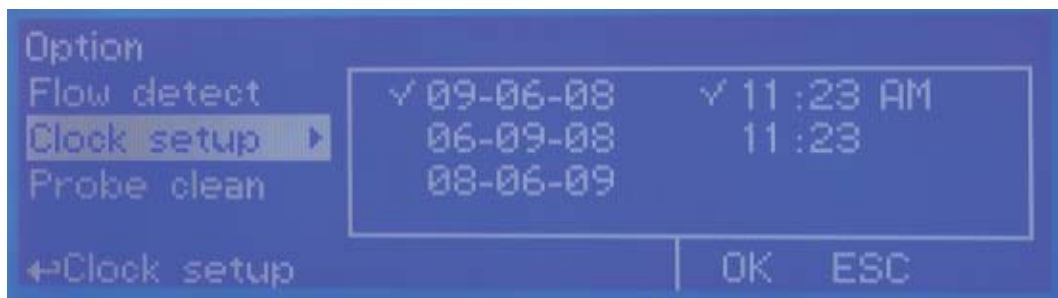 Option
Flow detect
Clock setup
Probe clean
✓ 09-06-08 ✓ 11 :23 AM
06-09-08 11 :23
08-06-09
↩Clock setup OK ESC